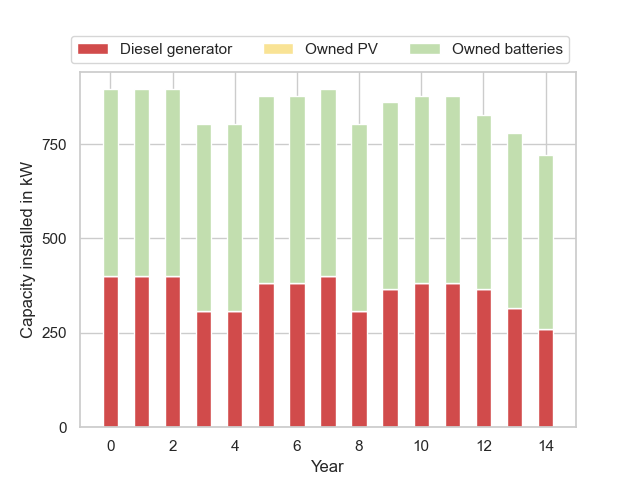 Diesel generator Owned PV Owned batteries
Capacity installed in kW
750
500
250
0
0 2 4 6 8 10 12 14
Year